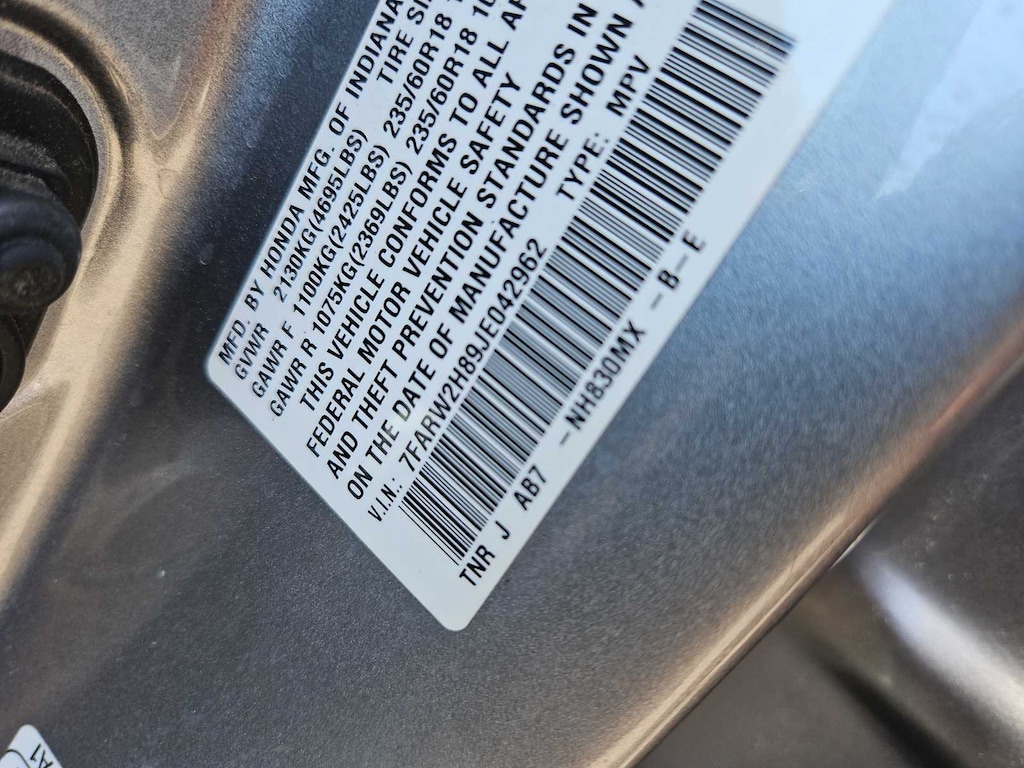 MFD. BY HONDA MFG. OF INDIANA
GVWR 2130KG(4695LBS) TIRE
GAWR F 1100KG(2425LBS) 235/60R18
GAWR R 1075KG(2369LBS) 235/60R18
THIS VEHICLE CONFORMS TO ALL
FEDERAL MOTOR VEHICLE SAFETY
AND THEFT PREVENTION STANDARDS IN
ON THE DATE OF MANUFACTURE SHOWN
V.I.N.: 7FARW2H89JE042962 TYPE: MPV
TNR J AB7 -NH830MX -B-E
A1